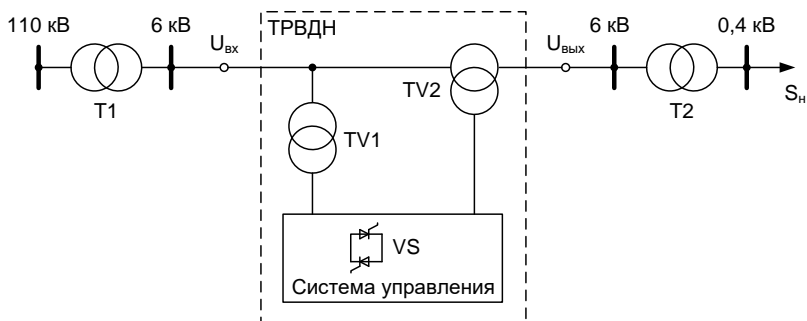 ТРВДН
110 кВ
6 кВ
Uвх
Uвых
6 кВ
0,4 кВ
T1
TV1
TV2
T2
Sн
VS
Система управления